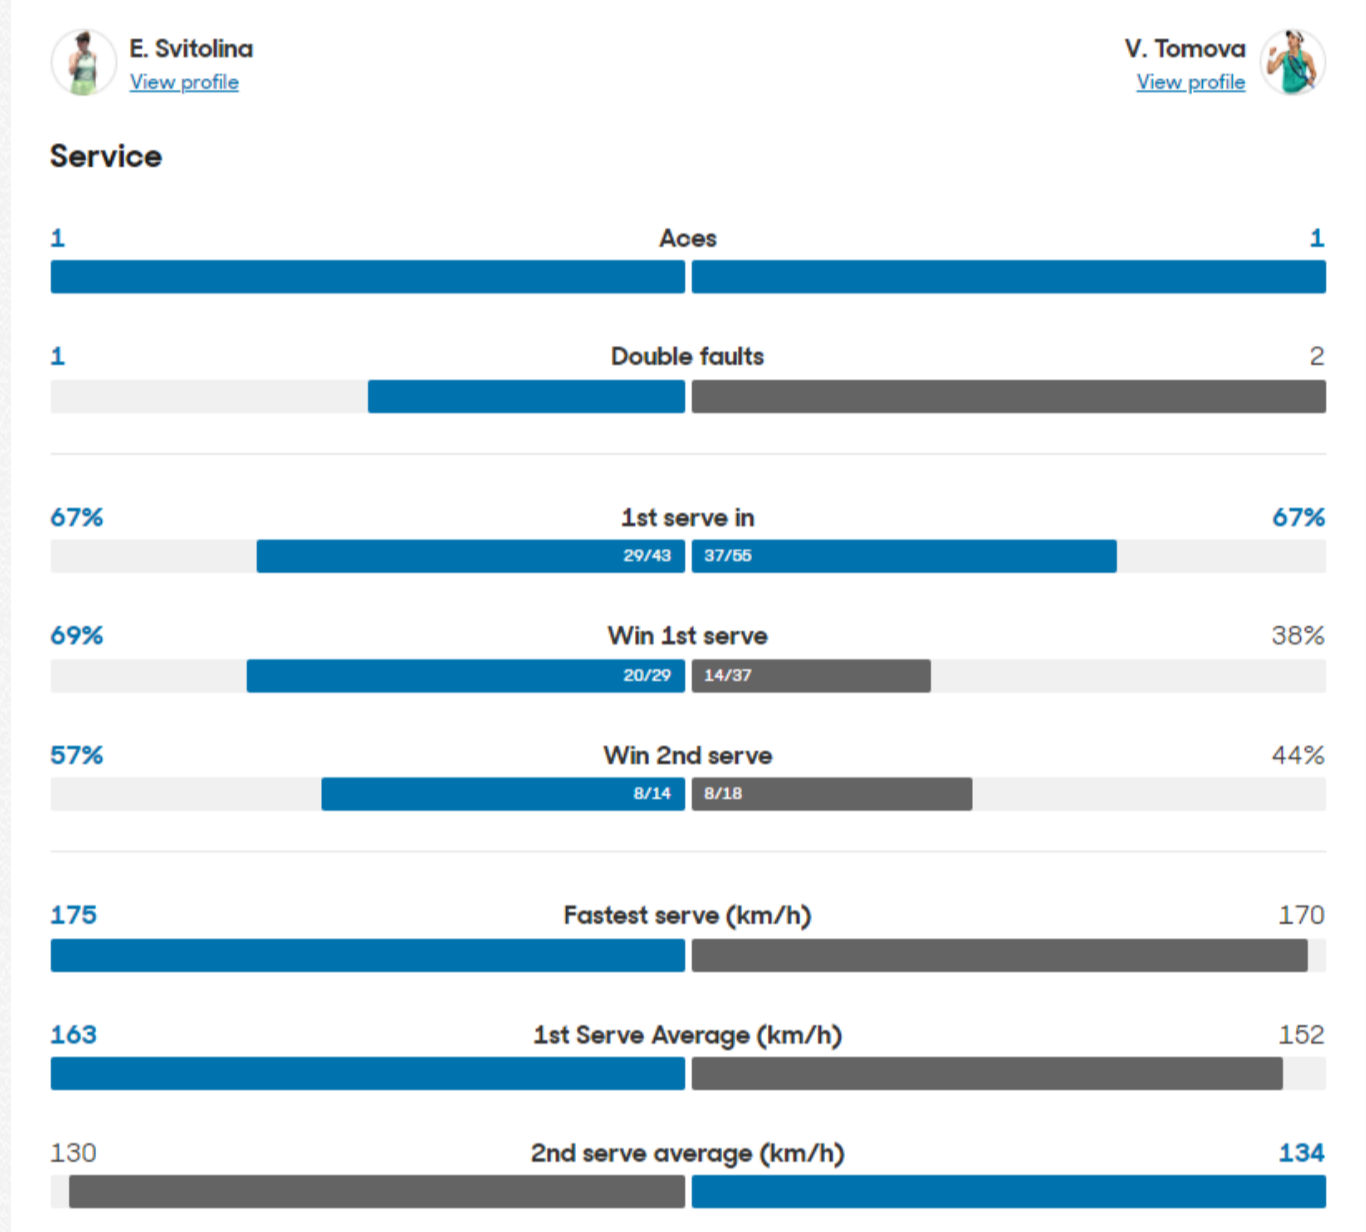 E. Svitolina
View profile
V. Tomova
View profile
Service
1 Aces 1
1 Double faults 2
67% 1st serve in 67%
29/43 37/55
69% Win 1st serve 38%
20/29 14/37
57% Win 2nd serve 44%
8/14 8/18
175 Fastest serve (km/h) 170
163 1st Serve Average (km/h) 152
130 2nd serve average (km/h) 134